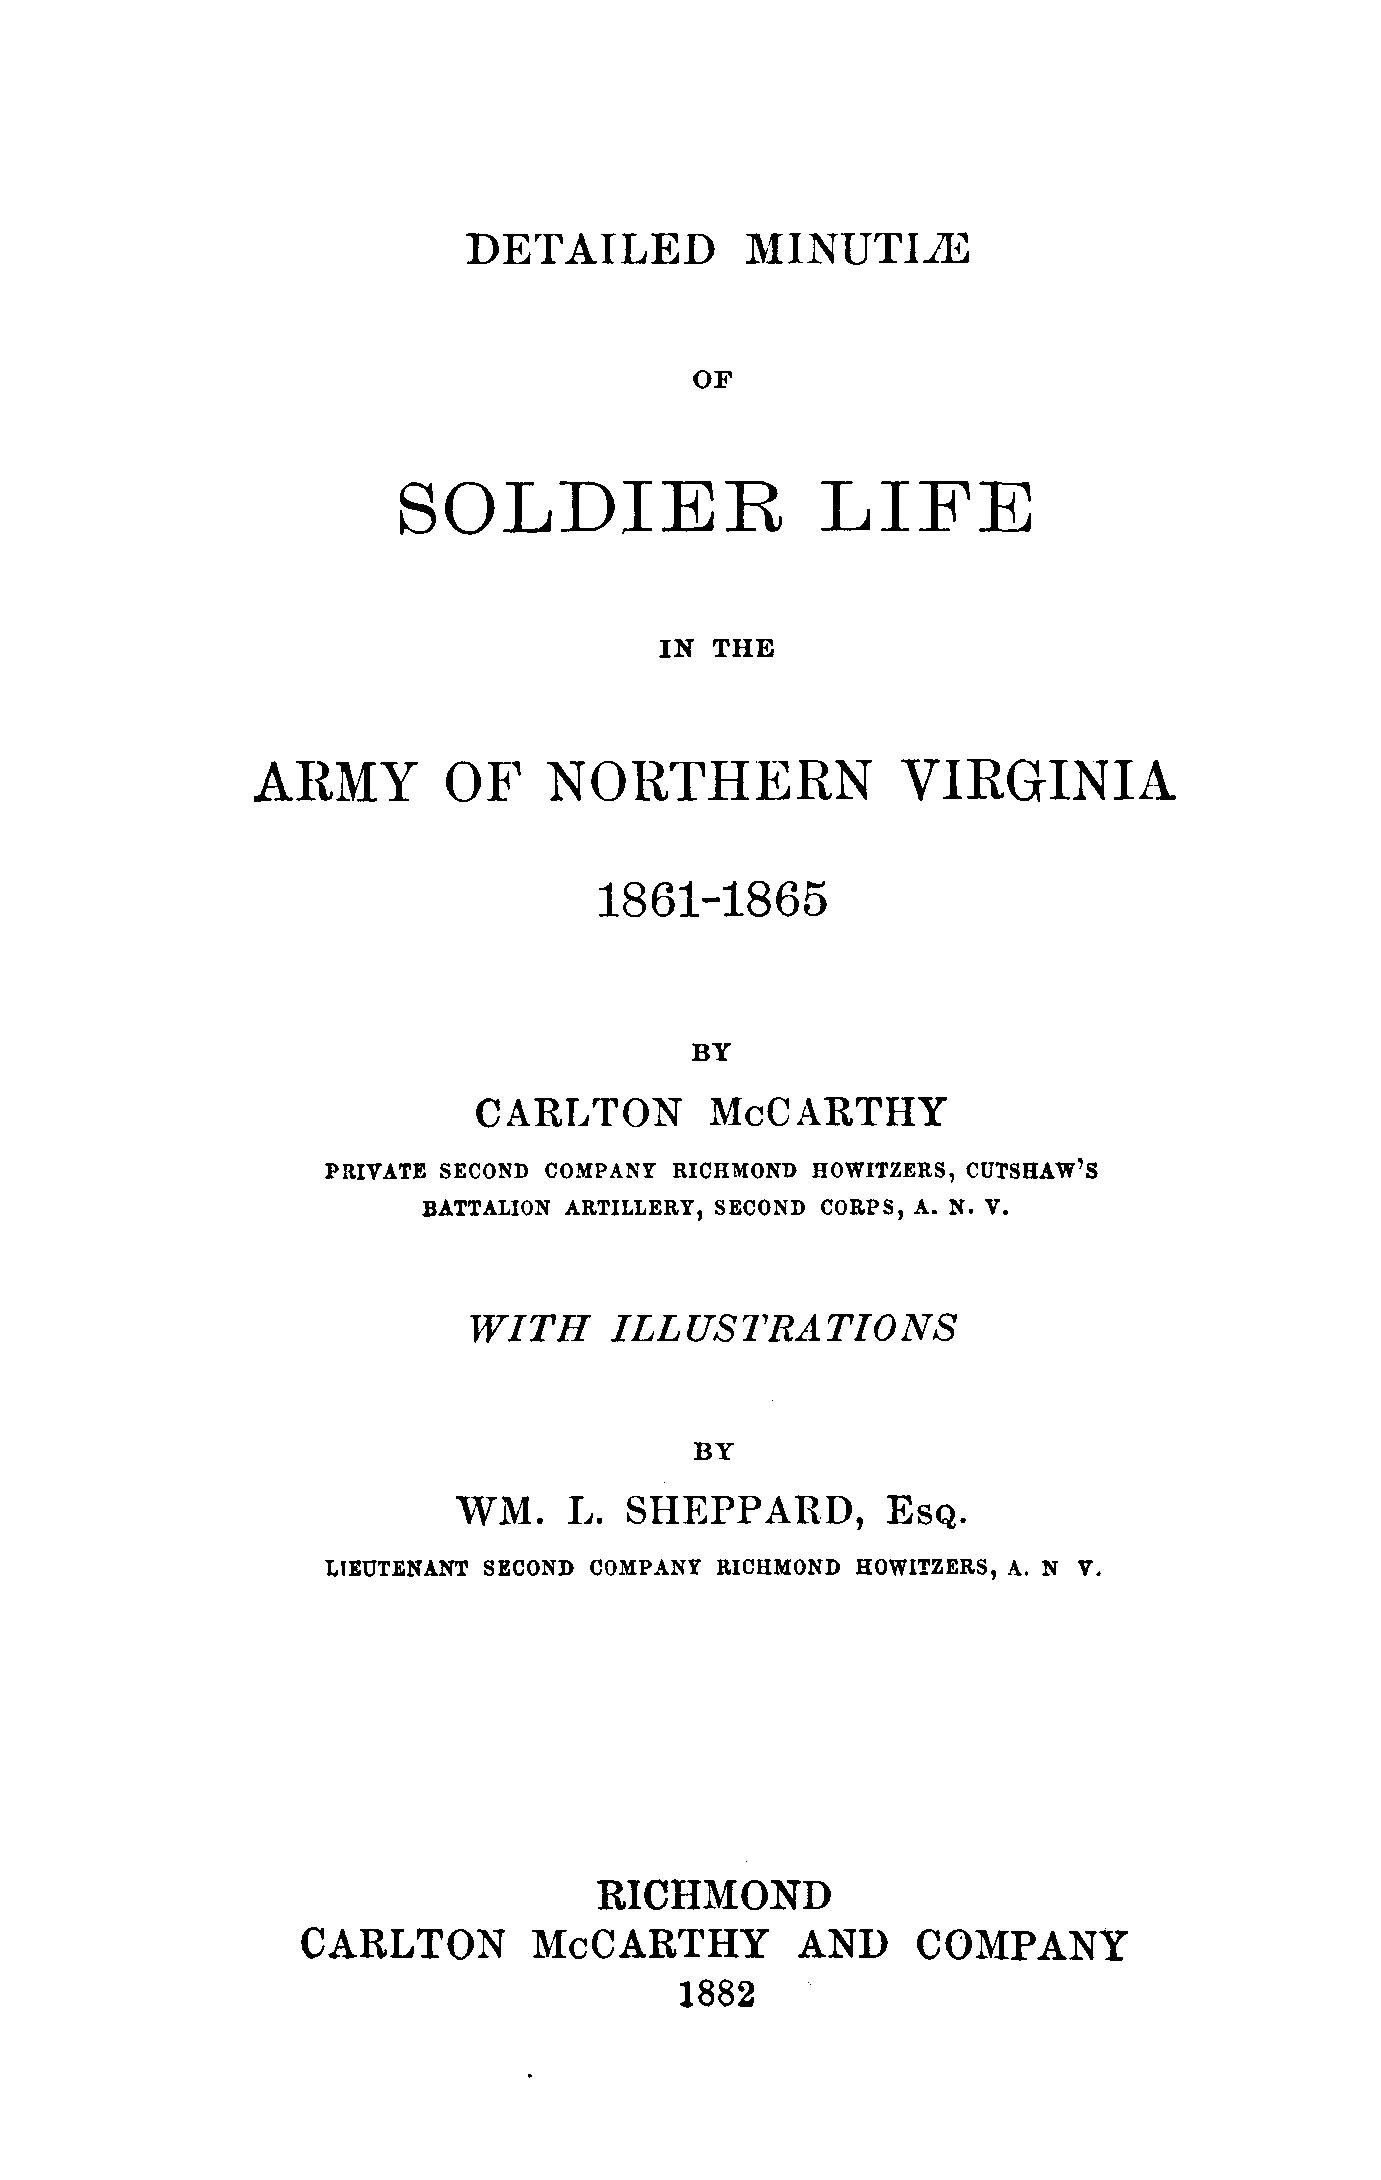 DETAILED MINUTIÆ
OF
SOLDIER LIFE
IN THE
ARMY OF NORTHERN VIRGINIA
1861-1865
BY
CARLTON McCARTHY
PRIVATE SECOND COMPANY RICHMOND HOWITZERS, CUTSHAW'S
BATTALION ARTILLERY, SECOND CORPS, A. N. V.
WITH ILLUSTRATIONS
BY
WM. L. SHEPPARD, Esq.
LIEUTENANT SECOND COMPANY RICHMOND HOWITZERS, A. N V.
RICHMOND
CARLTON McCARTHY AND COMPANY
1882